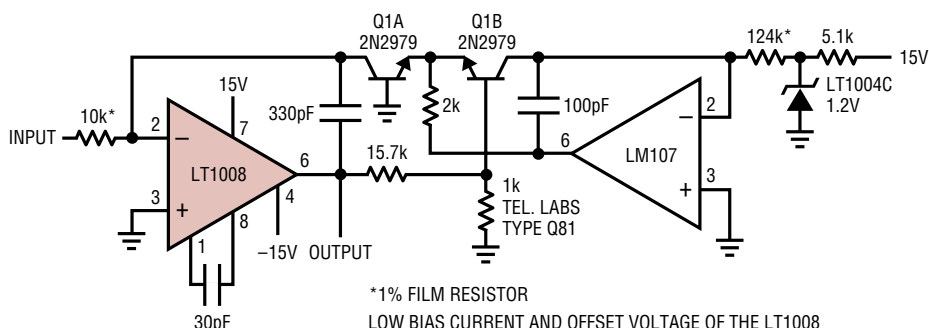 Q1A
2N2979
Q1B
2N2979
124k*
5.1k
15V
LT1004C
1.2V
330pF
2k
100pF
2
–
LM107
6
+
3
10k*
INPUT
15V
2
–
7
LT1008
6
3
+
4
8
1
–15V
OUTPUT
15.7k
1k
TEL. LABS
TYPE Q81
30pF
*1% FILM RESISTOR
LOW BIAS CURRENT AND OFFSET VOLTAGE OF THE LT1008